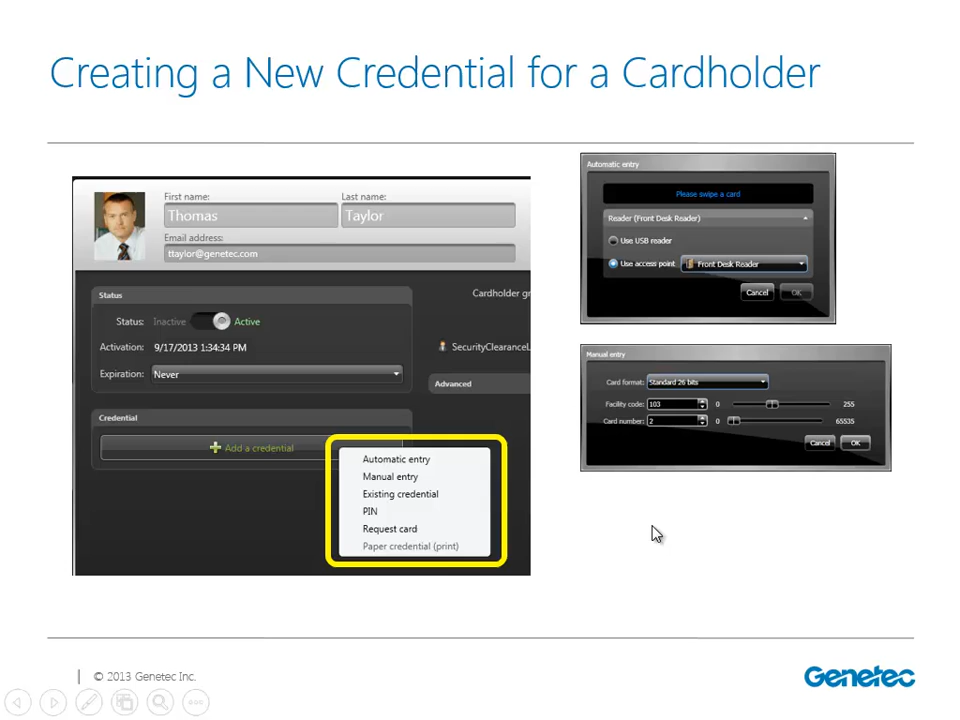 Creating a New Credential for a Cardholder
First name:
Last name:
Thomas
Taylor
Email address:
ttaylor@genetec.com
Status
Status: Inactive Active
Activation: 9/17/2013 1:34:34 PM
Expiration: Never
Cardholder gr
SecurityClearanceL
Advanced
Credential
Add a credential
Automatic entry
Manual entry
Existing credential
PIN
Request card
Paper credential (print)
Automatic entry
Please swipe a card
Reader (Front Desk Reader)
Use USB reader
Use access point Front Desk Reader
Cancel OK
Manual entry
Card format: Standard 26 bits
Facility code: 103 0 255
Card number: 2 0 65535
Cancel OK
© 2013 Genetec Inc.
Genetec